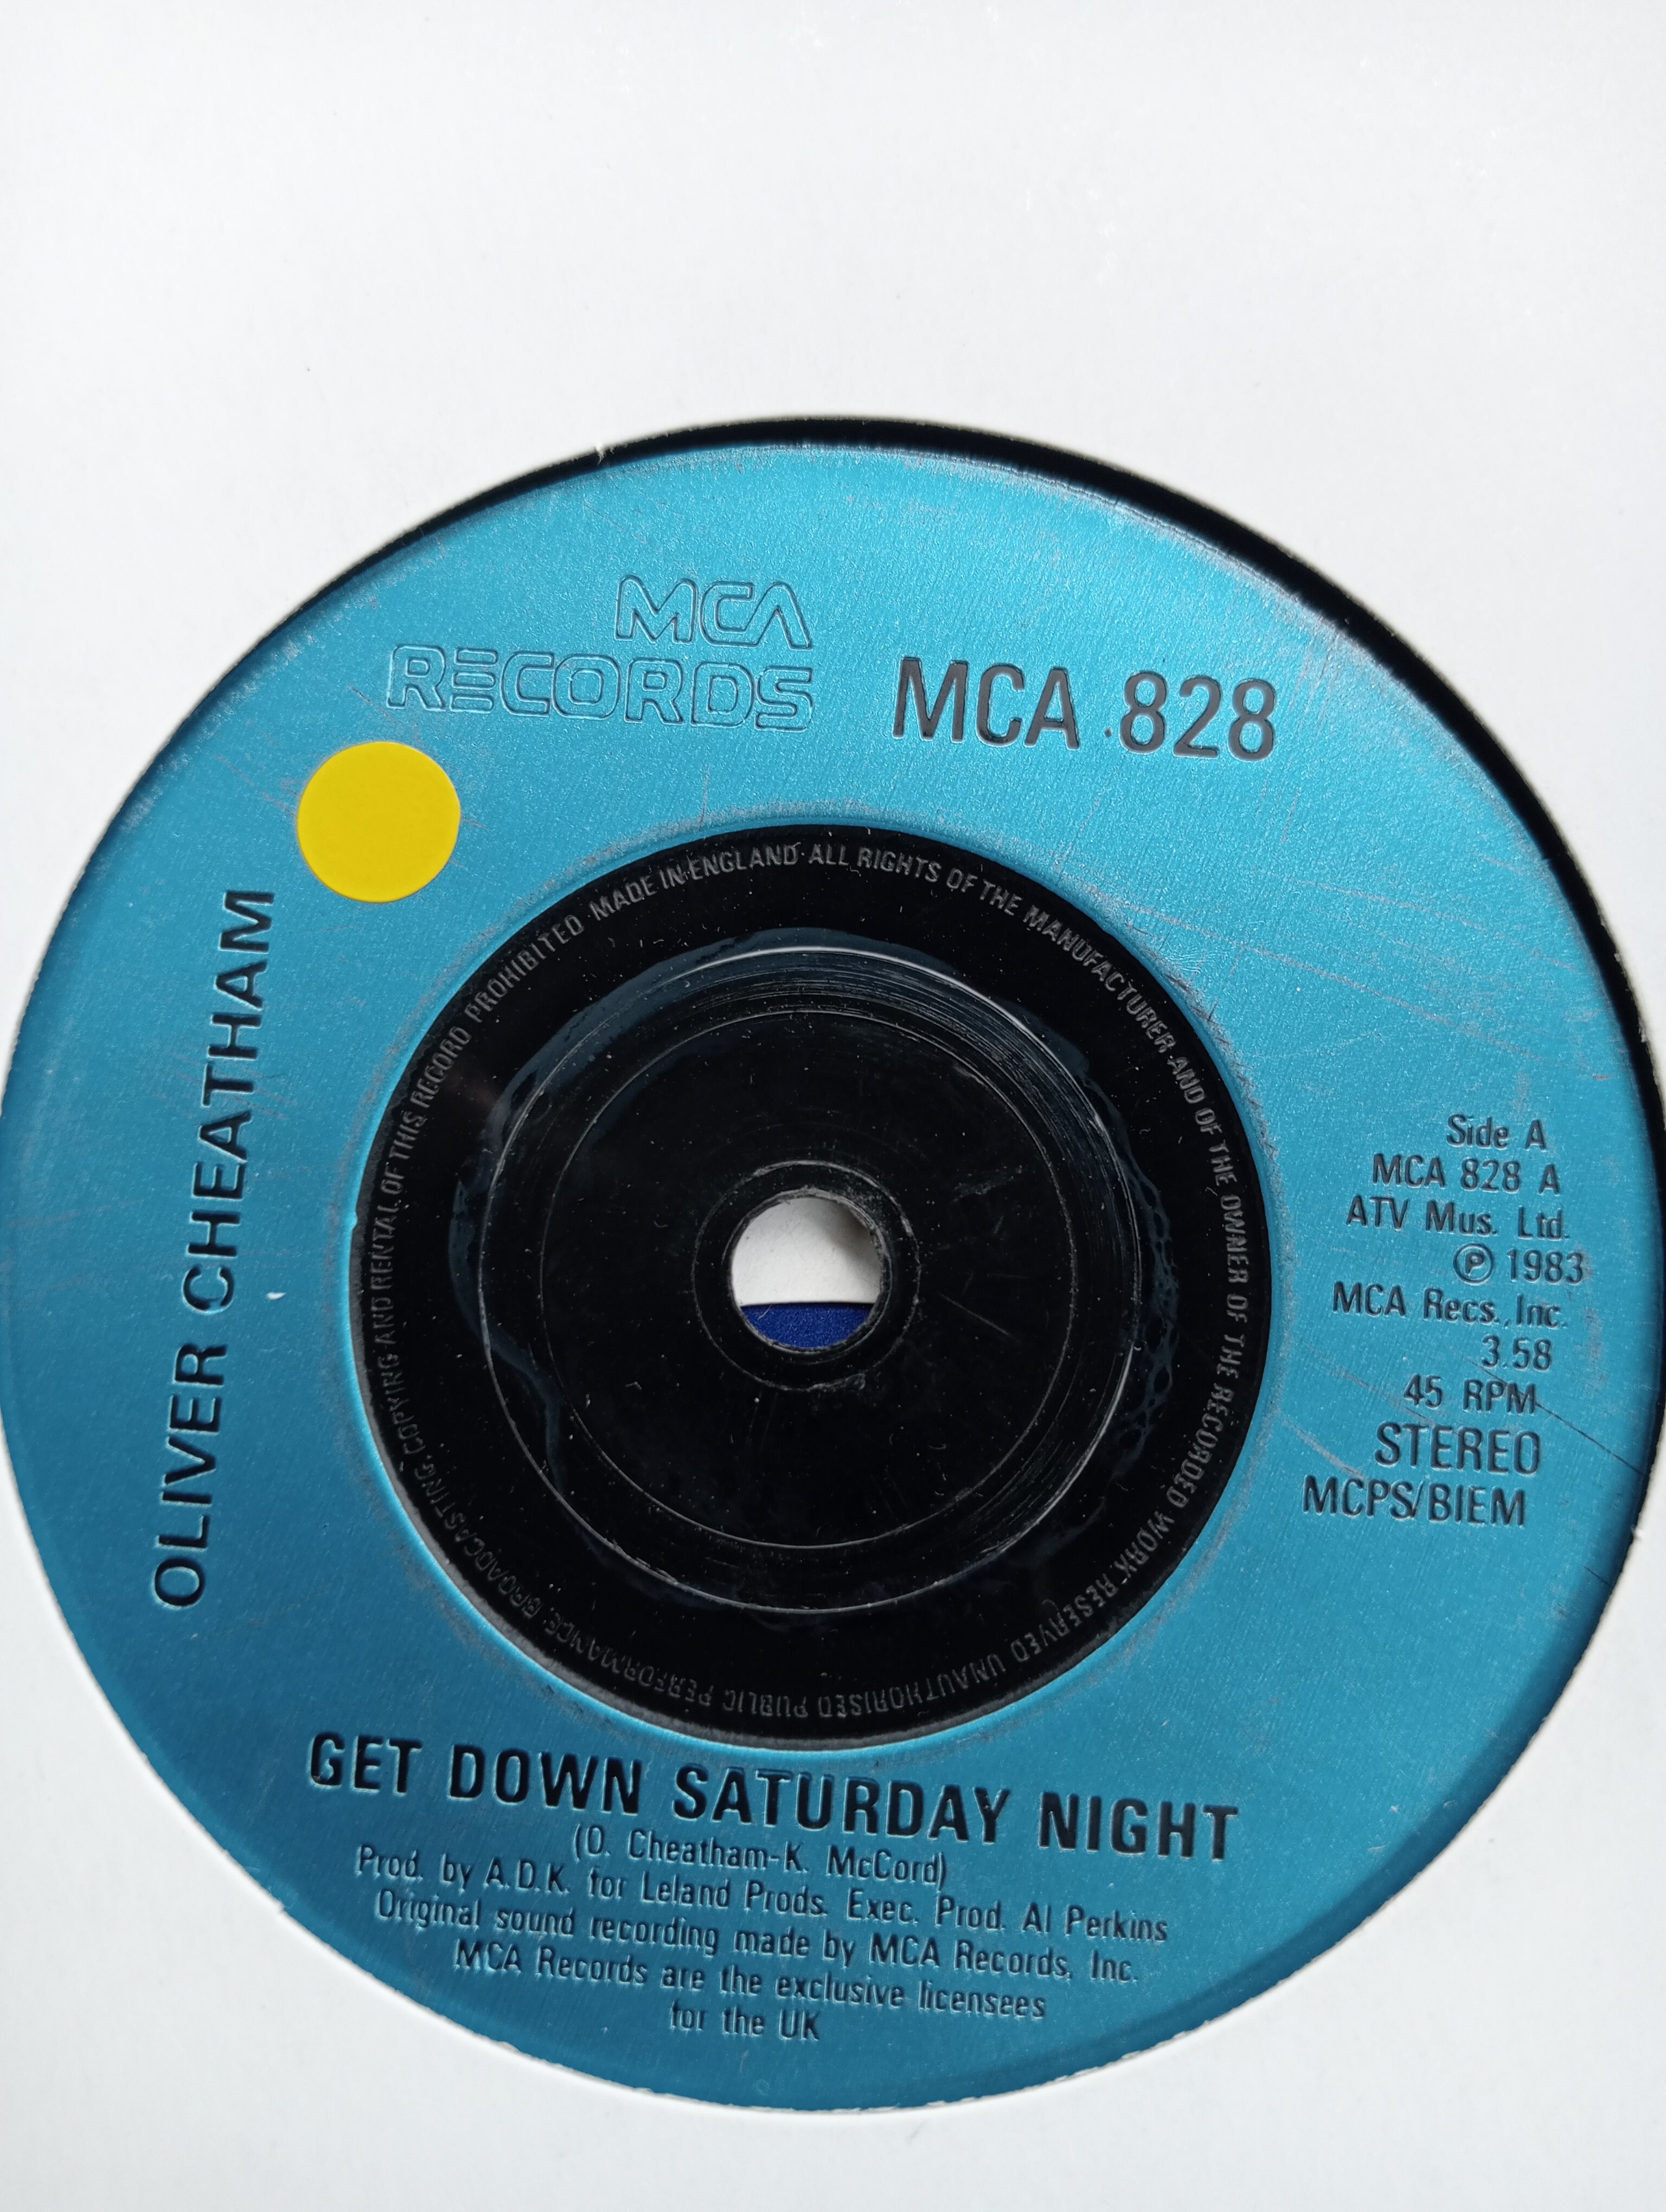 MCA
RECORDS
MCA 828
OLIVER CHEATHAM
MADE IN ENGLAND · ALL RIGHTS OF THE MANUFACTURER AND OF THE OWNER OF THE RECORDED WORK RESERVED UNAUTHORISED PUBLIC PERFORMANCE, BROADCASTING, COPYING AND RENTAL OF THIS RECORD PROHIBITED
Side A
MCA 828 A
ATV Mus. Ltd.
℗ 1983
MCA Recs., Inc.
3.58
45 RPM
STEREO
MCPS/BIEM
GET DOWN SATURDAY NIGHT
(O. Cheatham-K. McCord)
Prod. by A.D.K. for Leland Prods. Exec. Prod. Al Perkins
Original sound recording made by MCA Records, Inc.
MCA Records are the exclusive licensees
for the UK